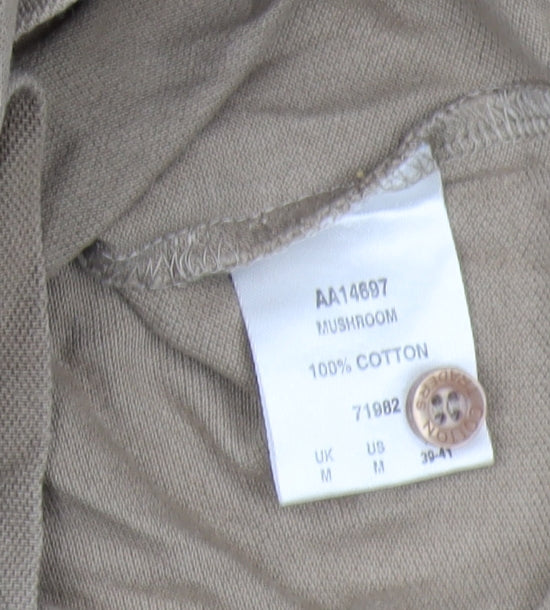 AA14697
MUSHROOM
100% COTTON
71982
UK US
M M 39-41